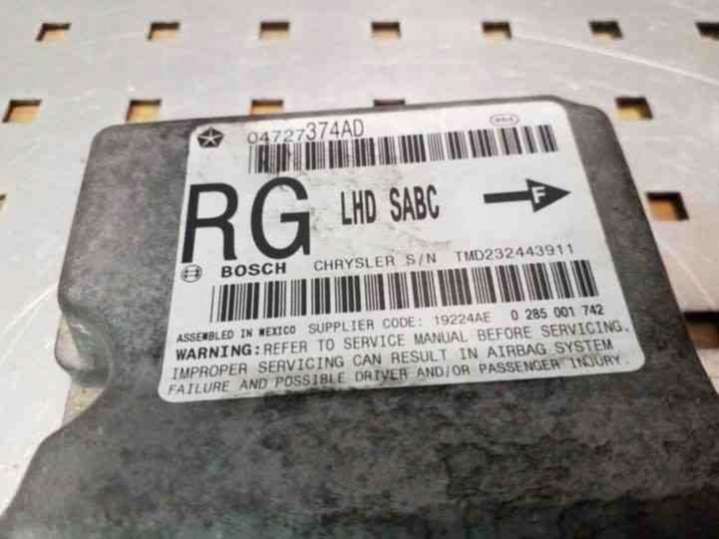 04727374AD
RG LHD SABC F
BOSCH CHRYSLER S/N TMD232443911
ASSEMBLED IN MEXICO SUPPLIER CODE: 19224AE 0 285 001 742
WARNING: REFER TO SERVICE MANUAL BEFORE SERVICING.
IMPROPER SERVICING CAN RESULT IN AIRBAG SYSTEM
FAILURE AND POSSIBLE DRIVER AND/OR PASSENGER INJURY.